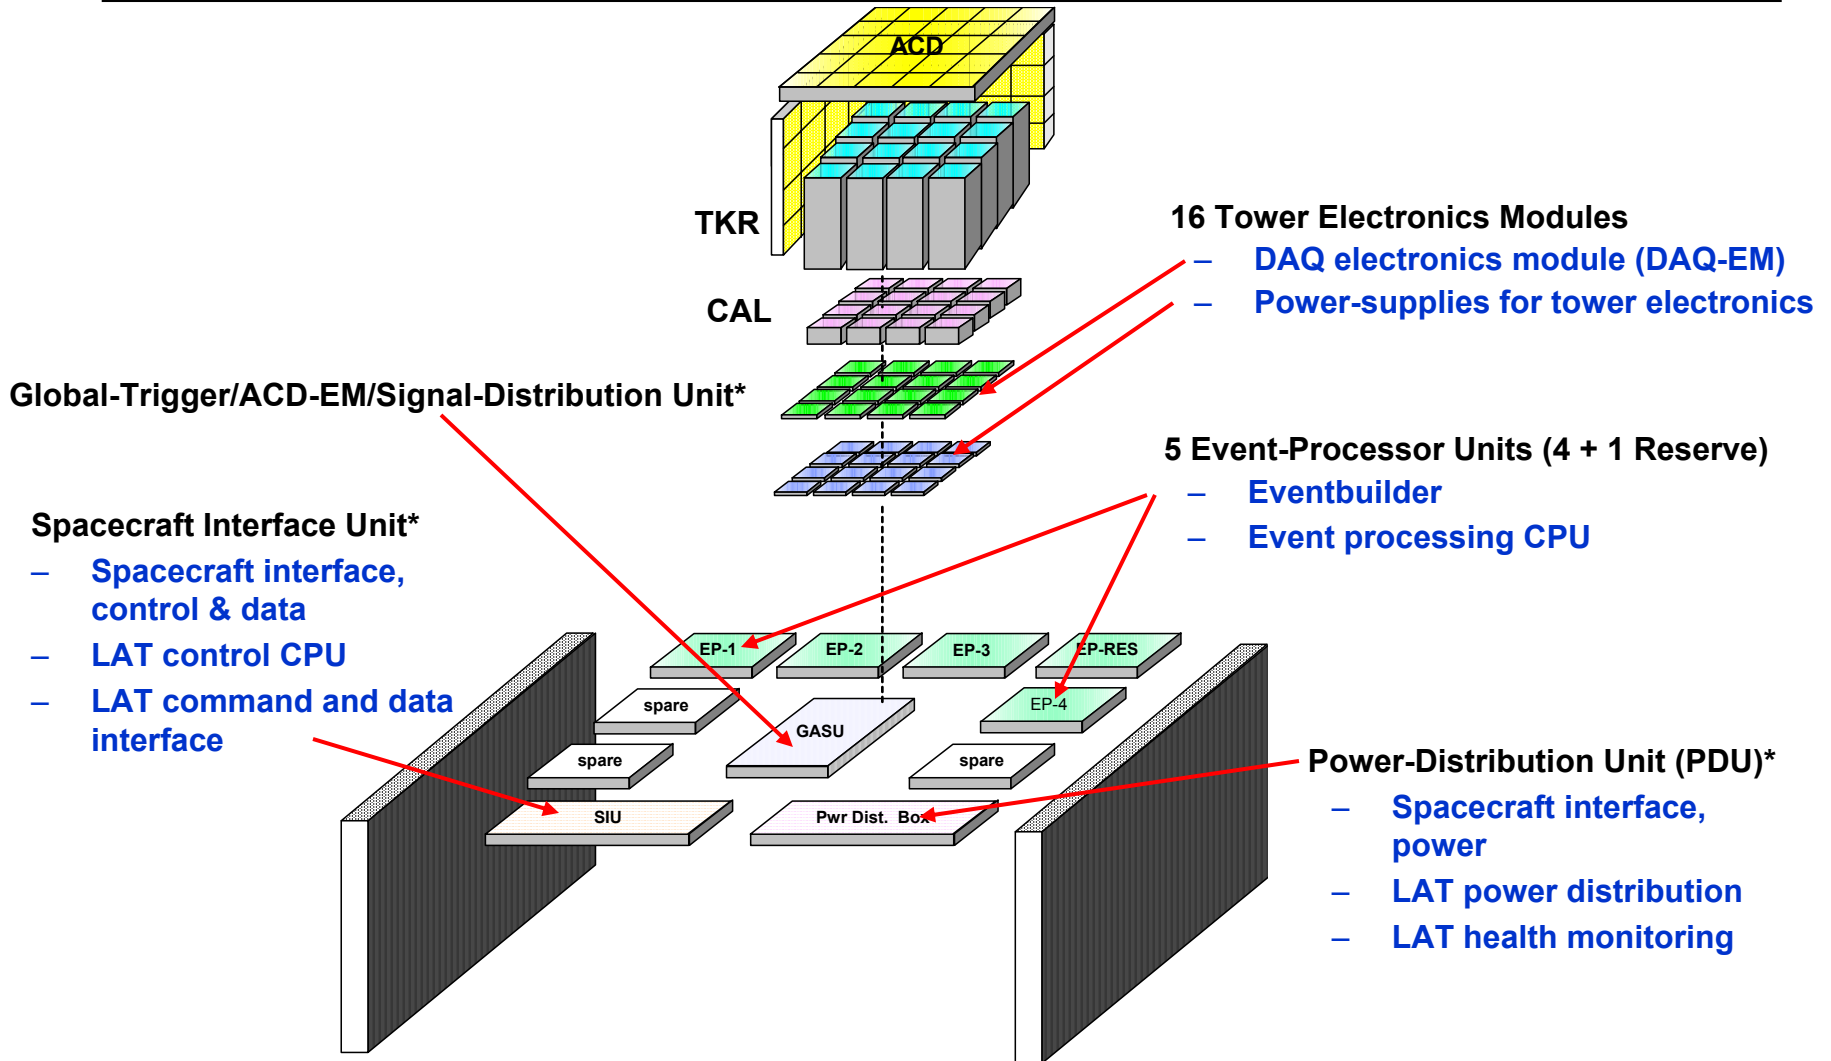 ACD
TKR
CAL
16 Tower Electronics Modules
– DAQ electronics module (DAQ-EM)
– Power-supplies for tower electronics
Global-Trigger/ACD-EM/Signal-Distribution Unit*
5 Event-Processor Units (4 + 1 Reserve)
– Eventbuilder
– Event processing CPU
Spacecraft Interface Unit*
– Spacecraft interface,
control & data
– LAT control CPU
– LAT command and data
interface
EP-1
EP-2
EP-3
EP-RES
spare
EP-4
GASU
spare
spare
SIU
Pwr Dist. Box
Power-Distribution Unit (PDU)*
– Spacecraft interface,
power
– LAT power distribution
– LAT health monitoring